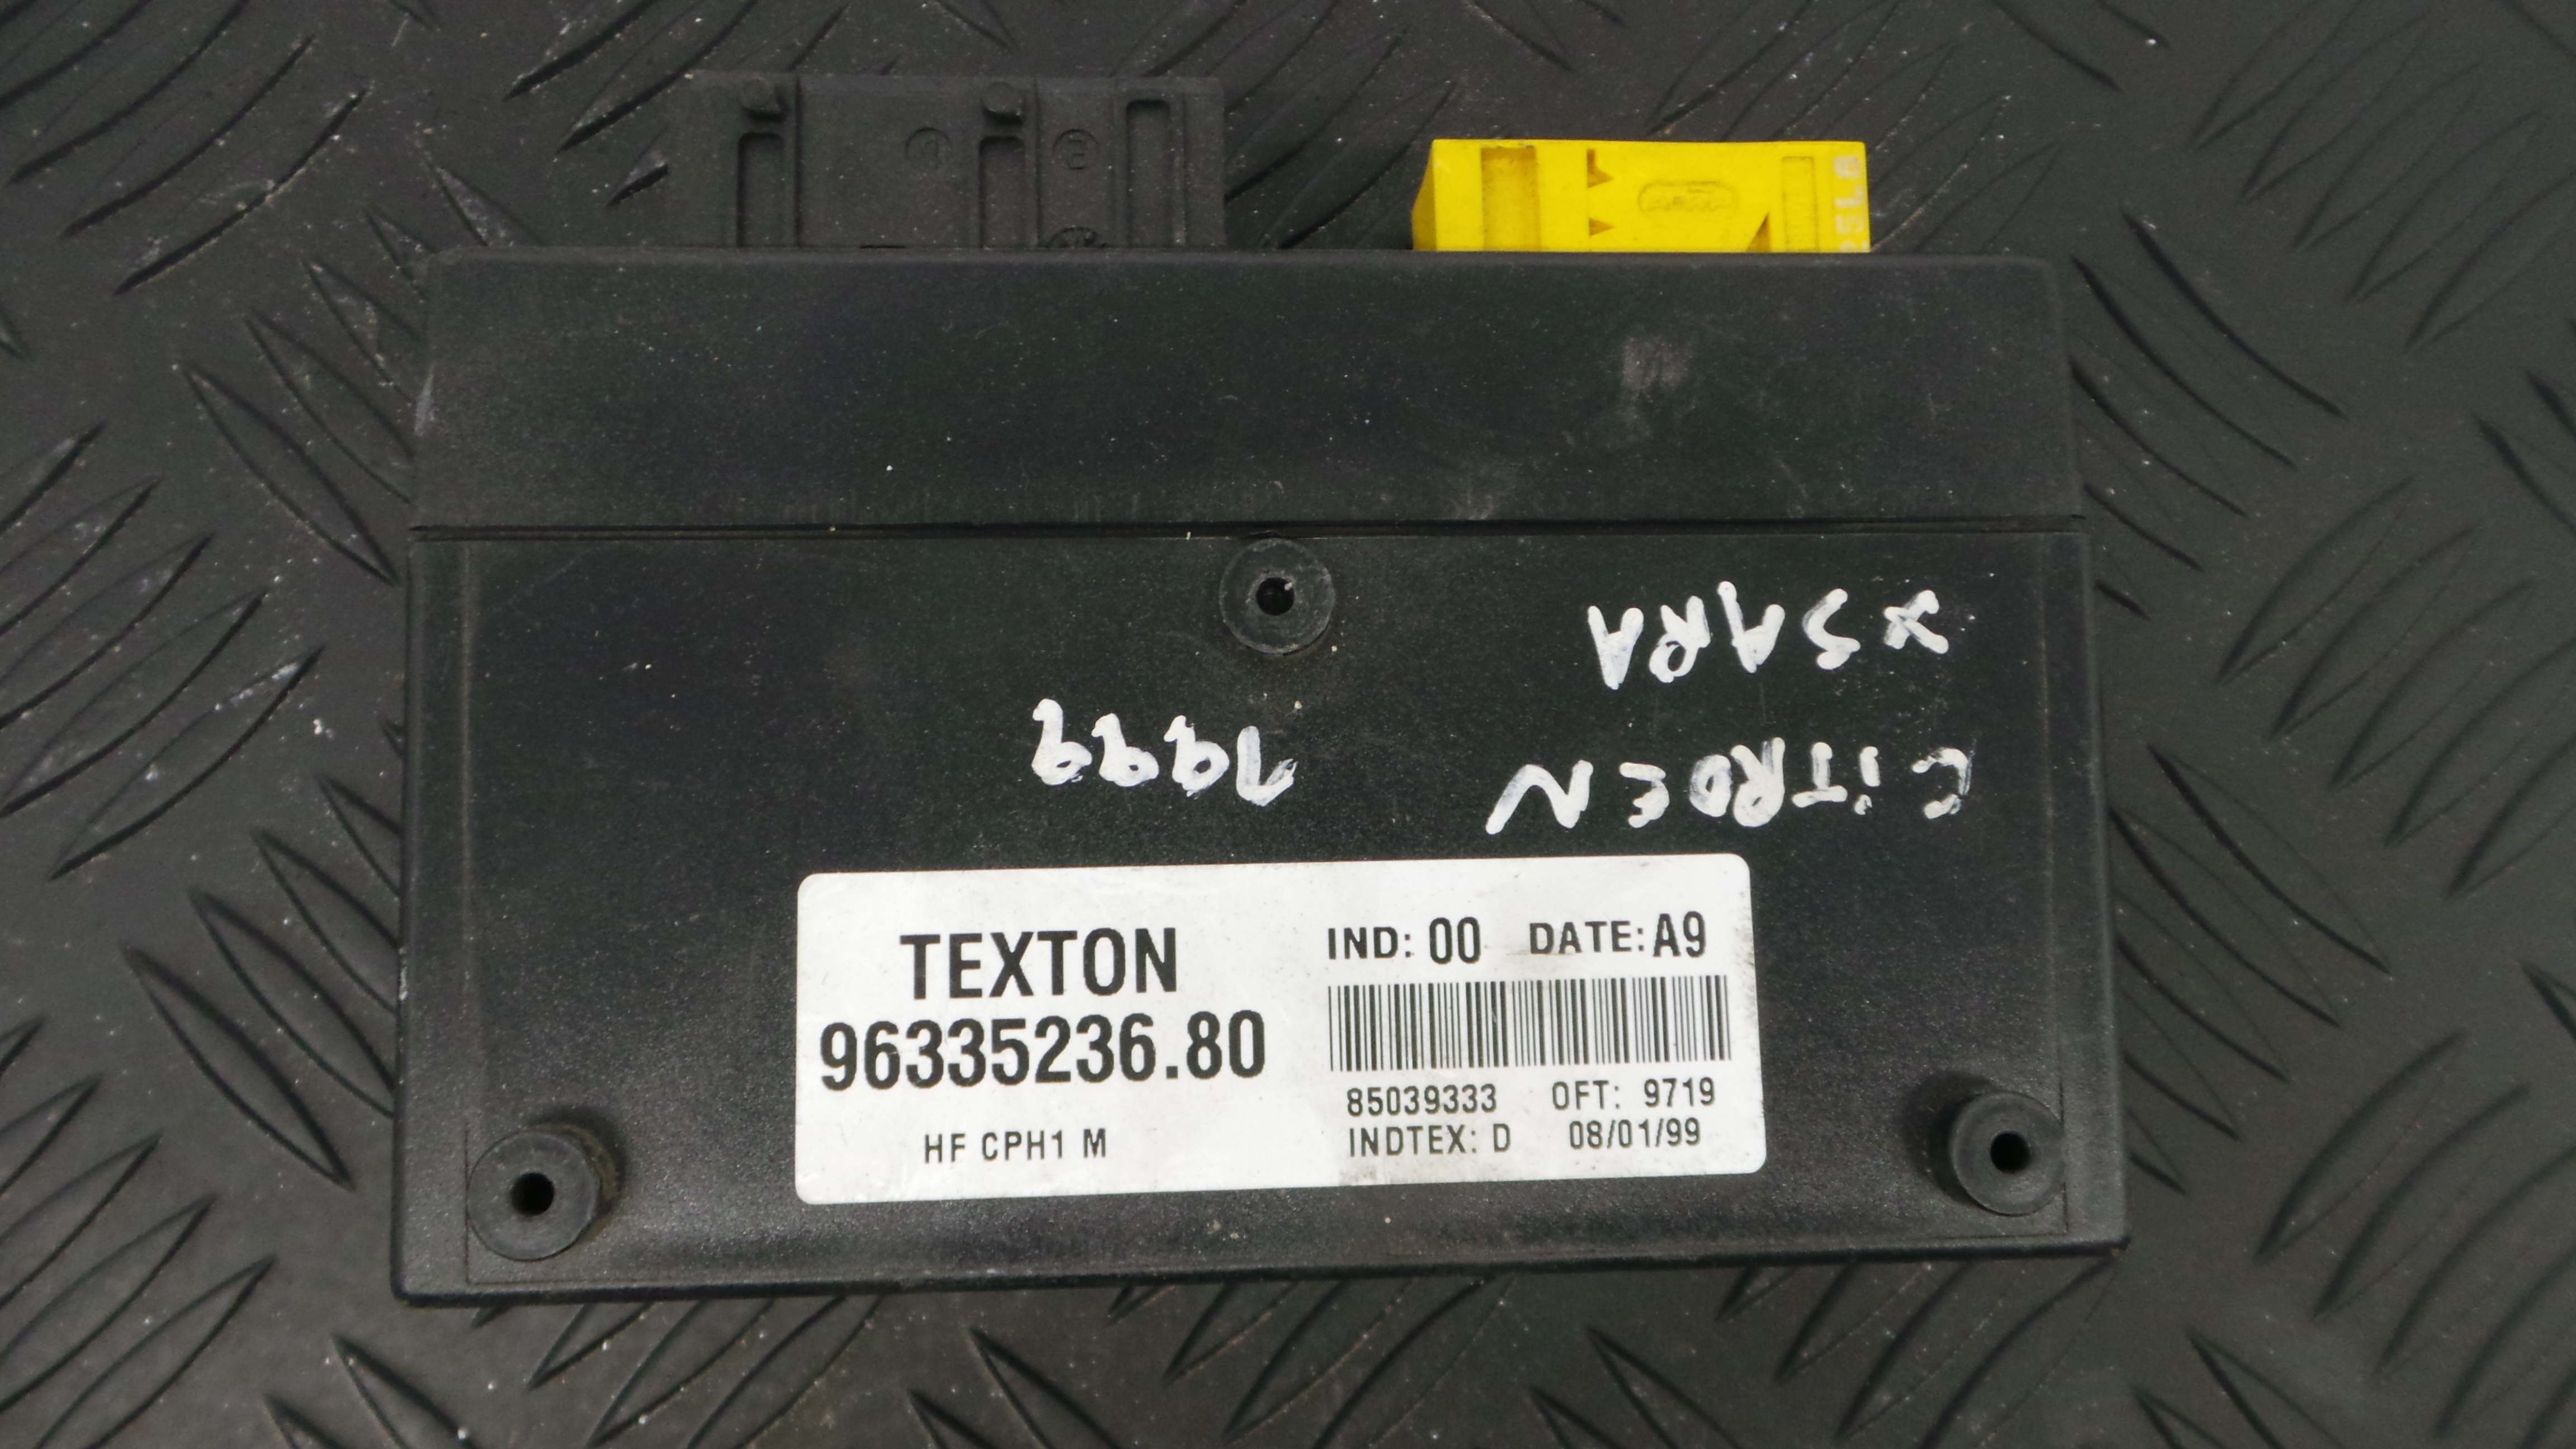 XSARA
CITROEN 1999
TEXTON
96335236.80
HF CPH1 M
IND: 00 DATE: A9
85039333 OFT: 9719
INDTEX: D 08/01/99